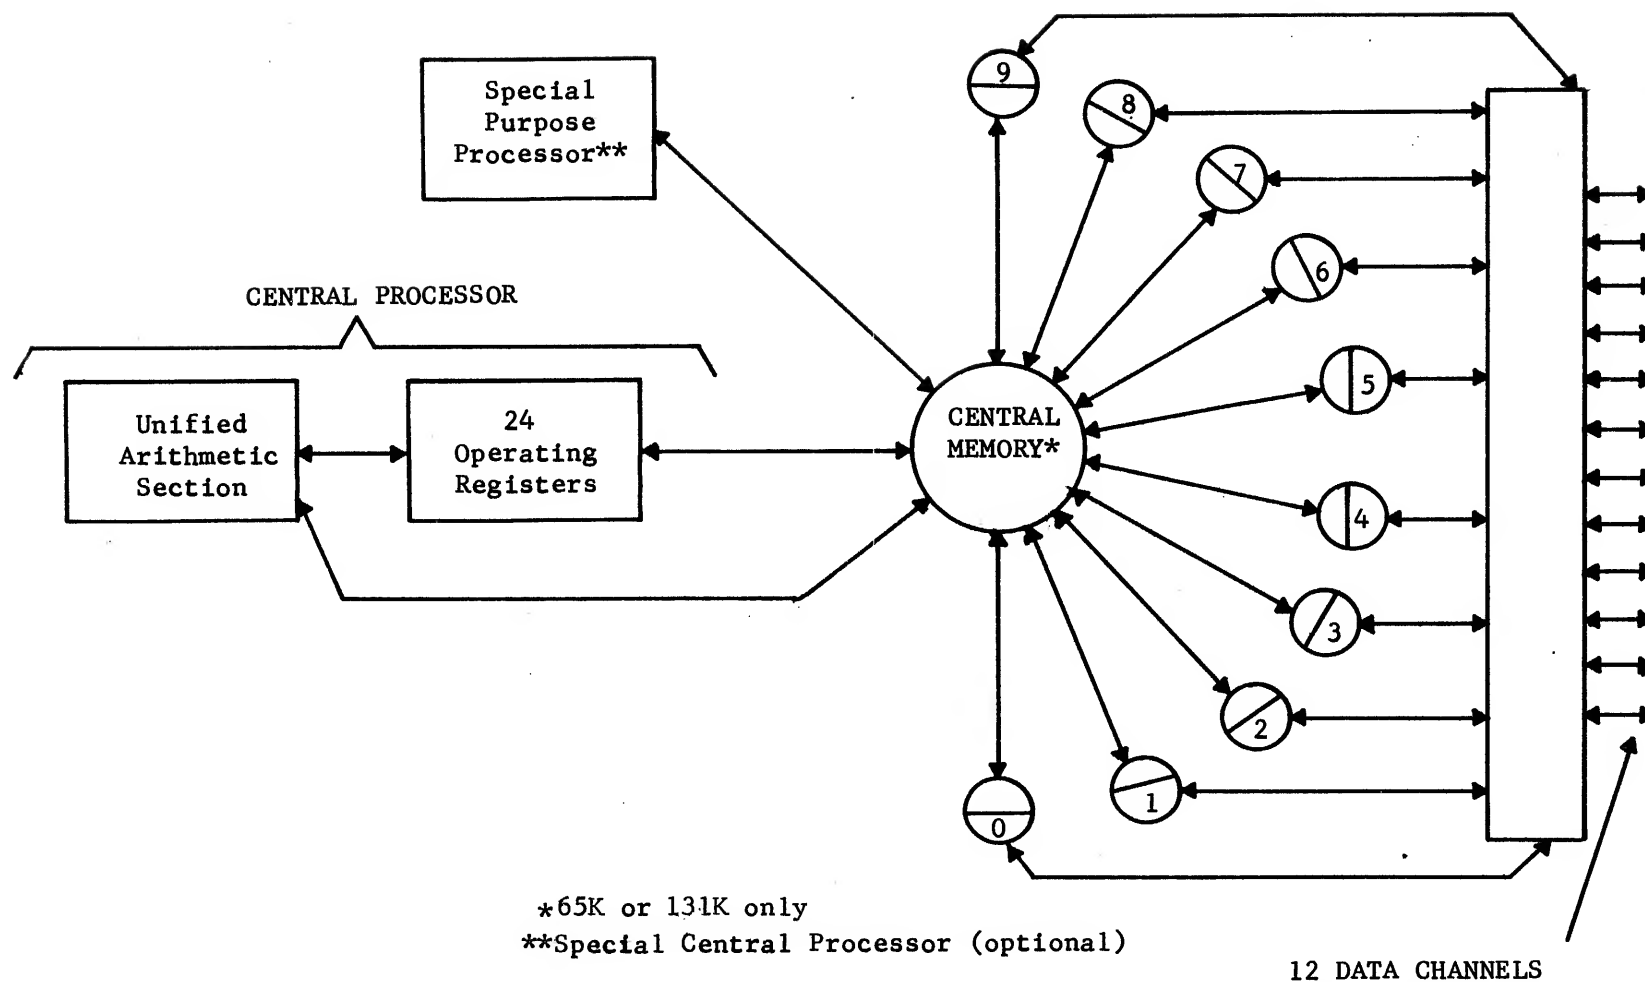 Special
Purpose
Processor**
CENTRAL PROCESSOR
Unified
Arithmetic
Section
24
Operating
Registers
CENTRAL
MEMORY*
9
8
7
6
5
4
3
2
1
0
*65K or 131K only
**Special Central Processor (optional)
12 DATA CHANNELS